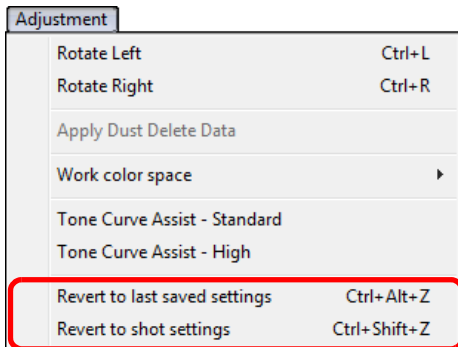 Adjustment
Rotate Left Ctrl+L
Rotate Right Ctrl+R
Apply Dust Delete Data
Work color space
Tone Curve Assist - Standard
Tone Curve Assist - High
Revert to last saved settings Ctrl+Alt+Z
Revert to shot settings Ctrl+Shift+Z